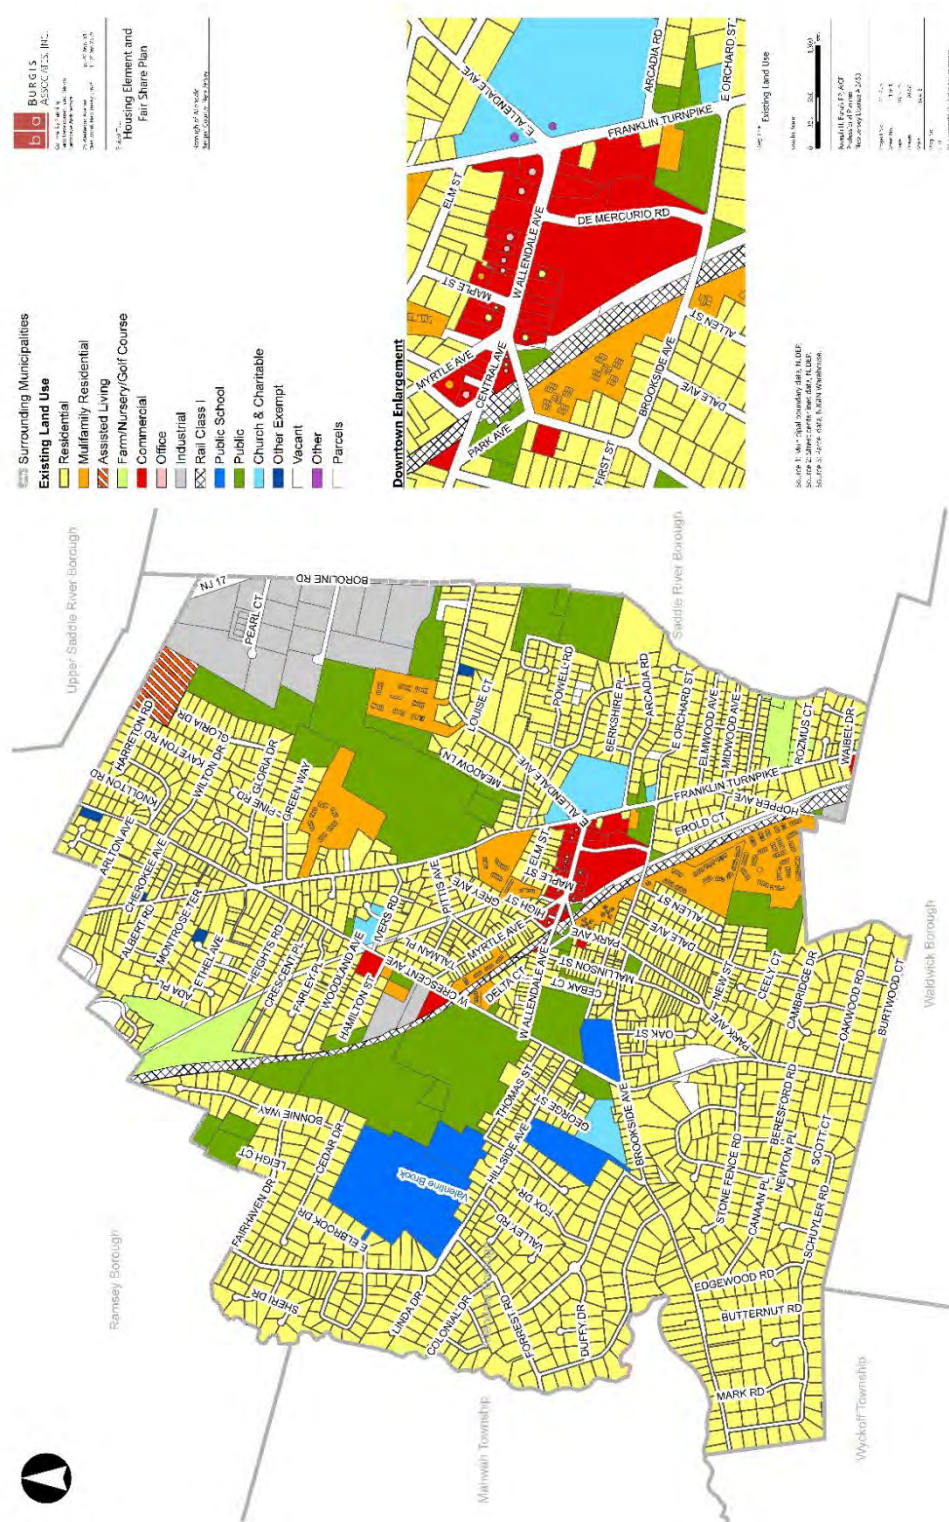 ba
BURGIS
ASSOCIATES, INC.
Housing Element and
Fair Share Plan
Surrounding Municipalities
Existing Land Use
Residential
Multifamily Residential
Assisted Living
Farm/Nursery/Golf Course
Commercial
Office
Industrial
Rail Class I
Public School
Public
Church & Charitable
Other Exempt
Vacant
Other
Parcels
Downtown Enlargement
E ALLENDALE AVE
ARCADIA RD
E ORCHARD ST
FRANKLIN TURNPIKE
ELM ST
DE MERCURIO RD
W ALLENDALE AVE
MAPLE ST
MYRTLE AVE
CENTRAL AVE
PARK AVE
BROOKSIDE AVE
ALLEN ST
DALE AVE
FIRST ST
Existing Land Use
Upper Saddle River Borough
Saddle River Borough
Ramsey Borough
Mahwah Township
Wyckoff Township
Waldwick Borough
NJ 17
BOROLINE RD
PEARL CT
HARRETON RD
KAVETON RD
GLORIA DR
KNOLLTON RD
WILTON DR
GLORIA DR
PINE RD
GREEN WAY
ARLTON AVE
CHEROKEE AVE
ALBERT RD
MONTROSE TER
ETHEL AVE
ADA PL
HEIGHTS RD
CRESCENT PL
FARLEY PL
WOODLAND AVE
HAMILTON ST
IVERS RD
W CRESCENT AVE
TALMAN PL
PITTS AVE
GREY AVE
MYRTLE AVE
HIGH ST
MAPLE ST
ELM ST
DELTA CT
W ALLENDALE AVE
MALLINSON ST
CEBAK CT
PARK AVE
LOUISE CT
MEADOW LN
E ALLENDALE AVE
POWELL RD
BERKSHIRE PL
ARCADIA RD
E ORCHARD ST
ELMWOOD AVE
MIDWOOD AVE
ROZMUS CT
WAIBEL DR
FRANKLIN TURNPIKE
HOPPER AVE
EROLD CT
ALLEN ST
DALE AVE
NEW ST
CEELY CT
CAMBRIDGE DR
OAKWOOD RD
BURTWOOD CT
PARK AVE
OAK ST
BROOKSIDE AVE
THOMAS ST
GEORGE ST
HILLSIDE AVE
BONNIE WAY
CEDAR DR
LEIGH CT
FAIRHAVEN DR
E ELBROOK DR
Valentine Brook
SHERI DR
LINDA DR
COLONIAL DR
FORREST RD
VALLEY RD
FOX DR
DUFFY DR
STONE FENCE RD
CANAAN PL
NEWTON PL
BERESFORD RD
SCOTT CT
SCHUYLER RD
EDGEWOOD RD
BUTTERNUT RD
MARK RD